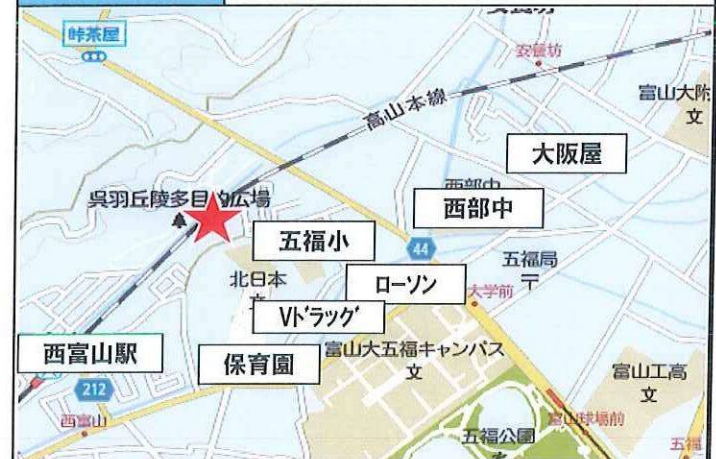 峠茶屋
安養坊
富山大附
文
高山本線
大阪屋
呉羽丘陵多目的広場
西部中
西部中
五福小
44
五福局
北日本
文
ローソン
大学前
Vドラッグ
西富山駅
保育園
富山大五福キャンパス
文
富山工高
文
212
西富山
富山球場前
五福公園
五福